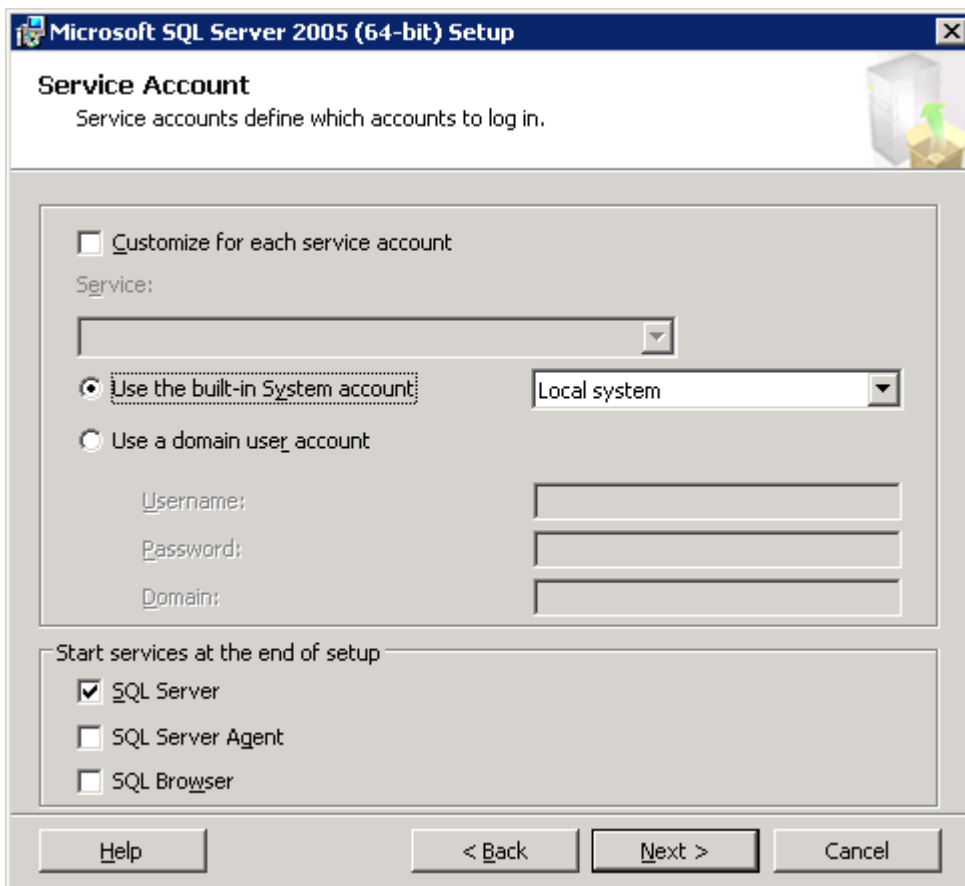 Microsoft SQL Server 2005 (64-bit) Setup
Service Account
Service accounts define which accounts to log in.
Customize for each service account
Service:
Use the built-in System account Local system
Use a domain user account
Username:
Password:
Domain:
Start services at the end of setup
SQL Server
SQL Server Agent
SQL Browser
Help < Back Next > Cancel